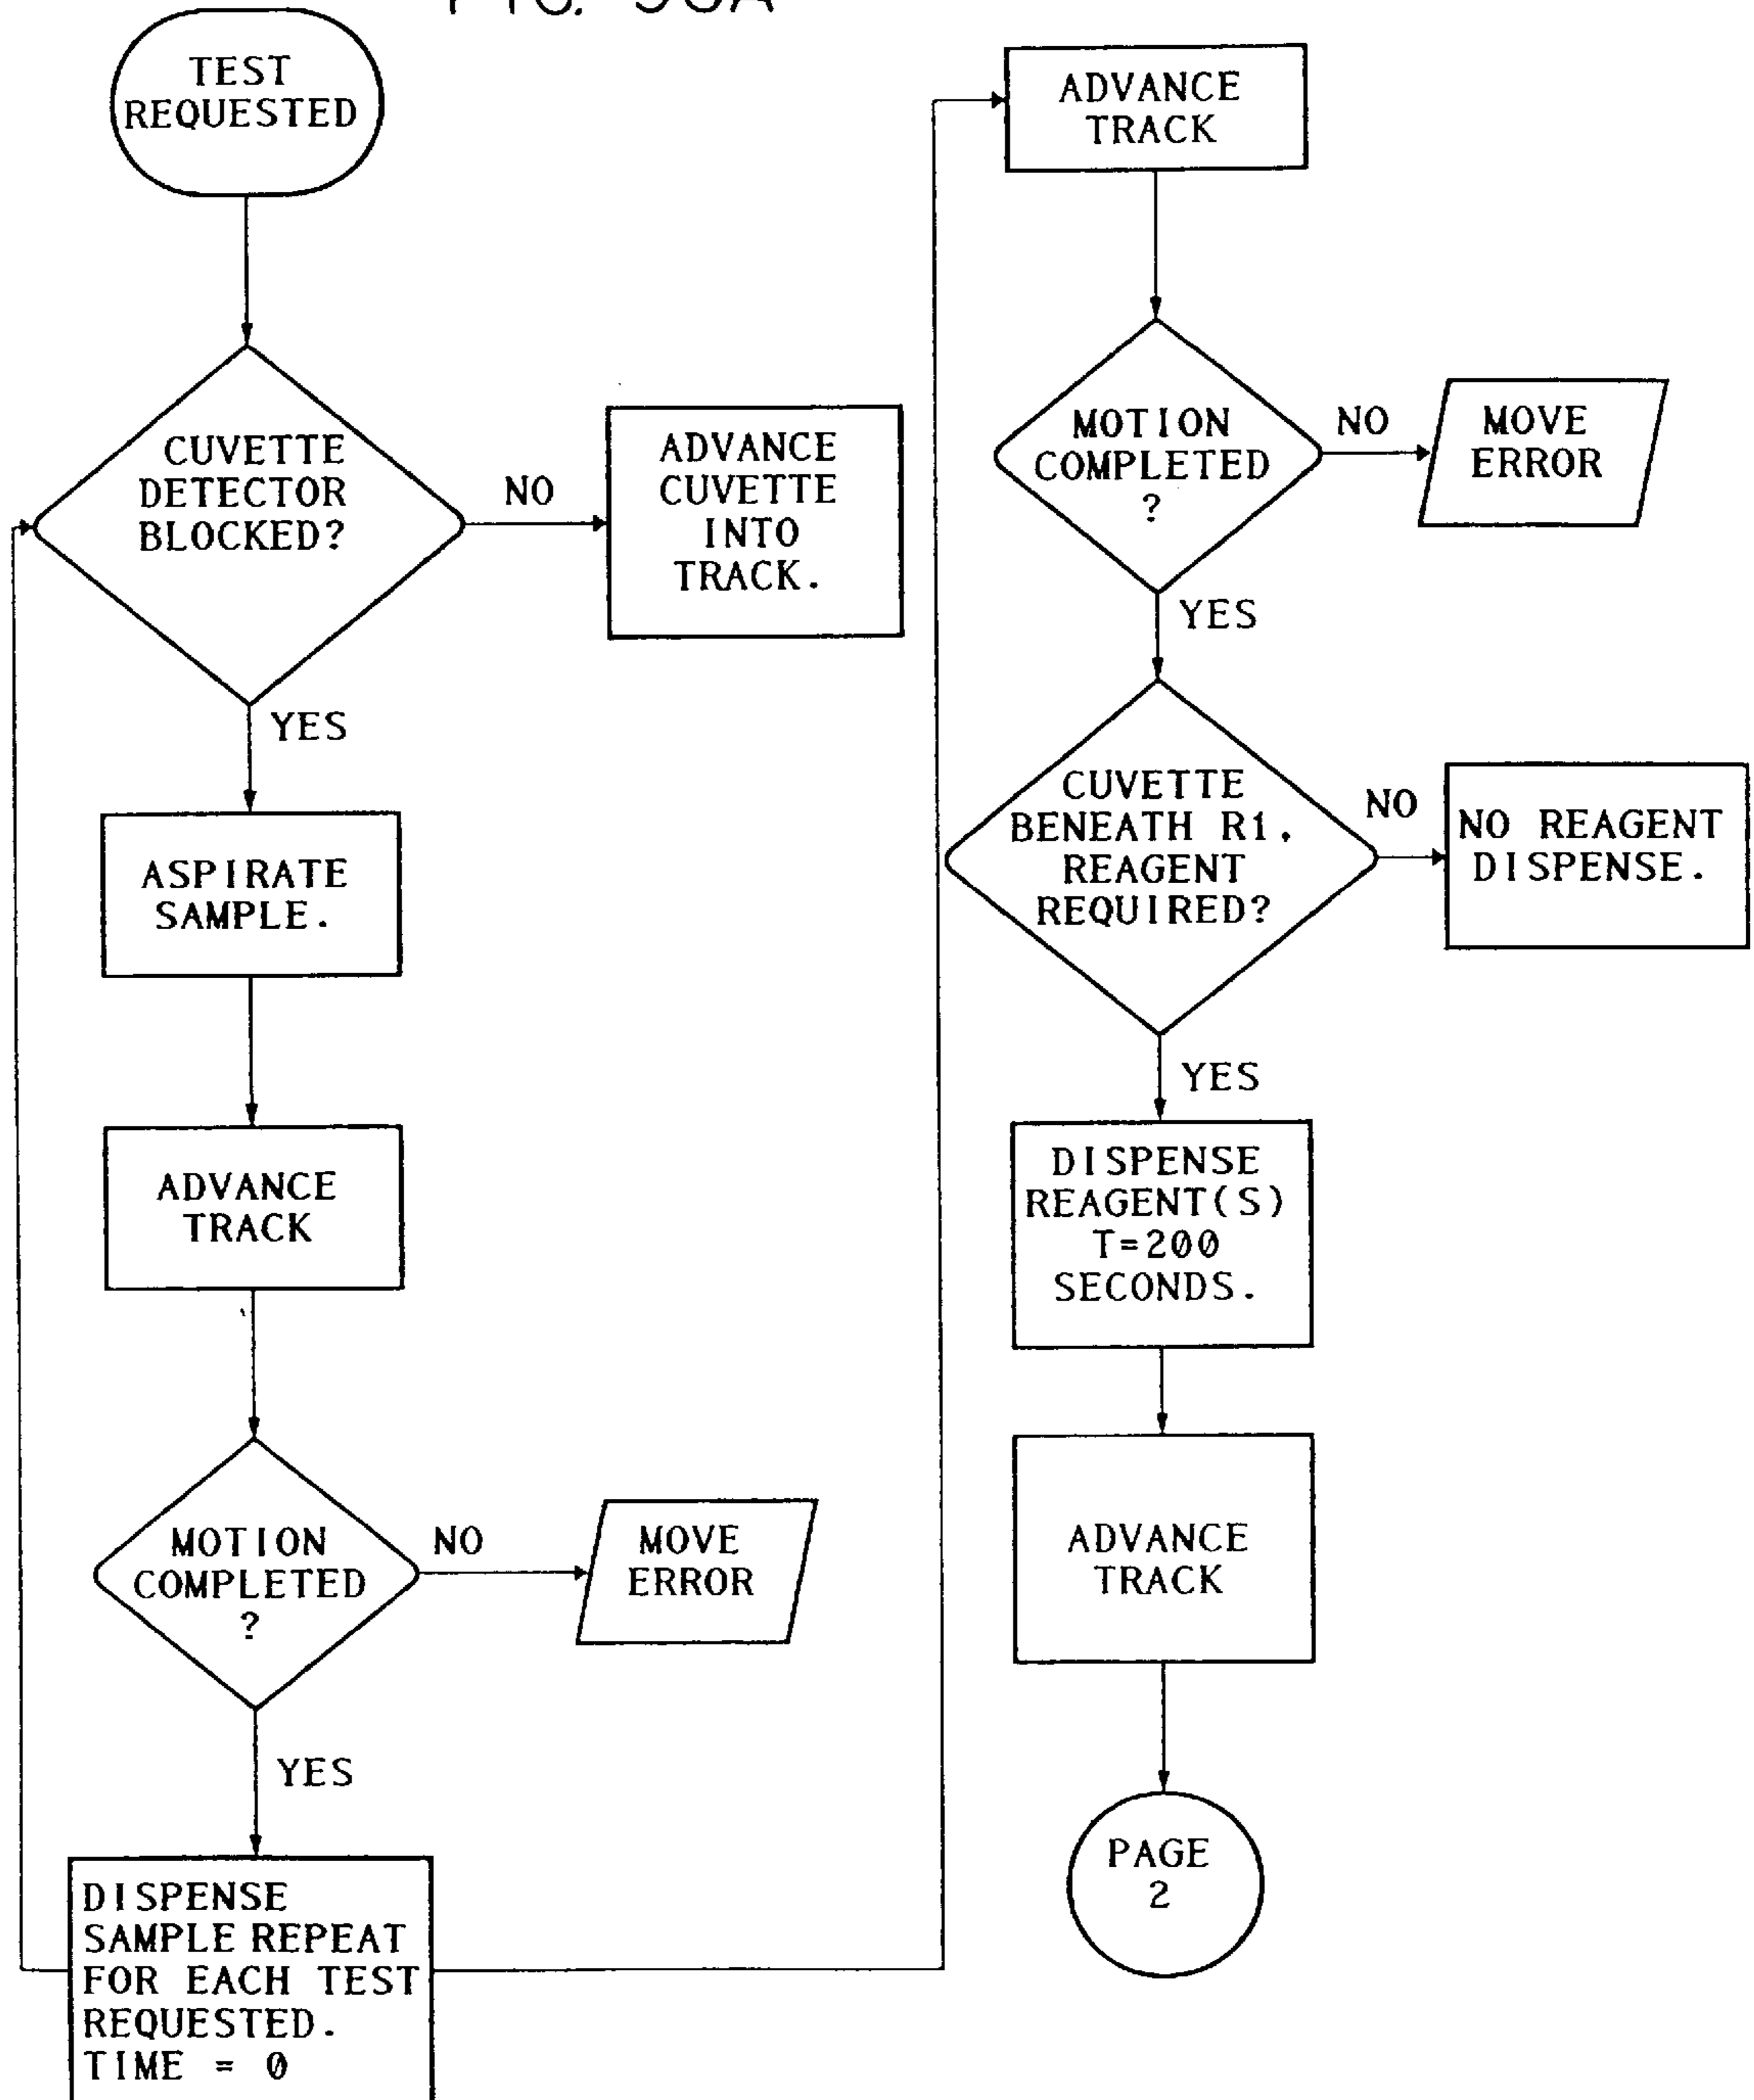 TEST
REQUESTED
CUVETTE
DETECTOR
BLOCKED?
NO
ADVANCE
CUVETTE
INTO
TRACK.
YES
ASPIRATE
SAMPLE.
ADVANCE
TRACK
MOTION
COMPLETED
?
NO
MOVE
ERROR
YES
DISPENSE
SAMPLE REPEAT
FOR EACH TEST
REQUESTED.
TIME = 0
ADVANCE
TRACK
MOTION
COMPLETED
?
NO
MOVE
ERROR
YES
CUVETTE
BENEATH R1,
REAGENT
REQUIRED?
NO
NO REAGENT
DISPENSE.
YES
DISPENSE
REAGENT(S)
T=200
SECONDS.
ADVANCE
TRACK
PAGE
2